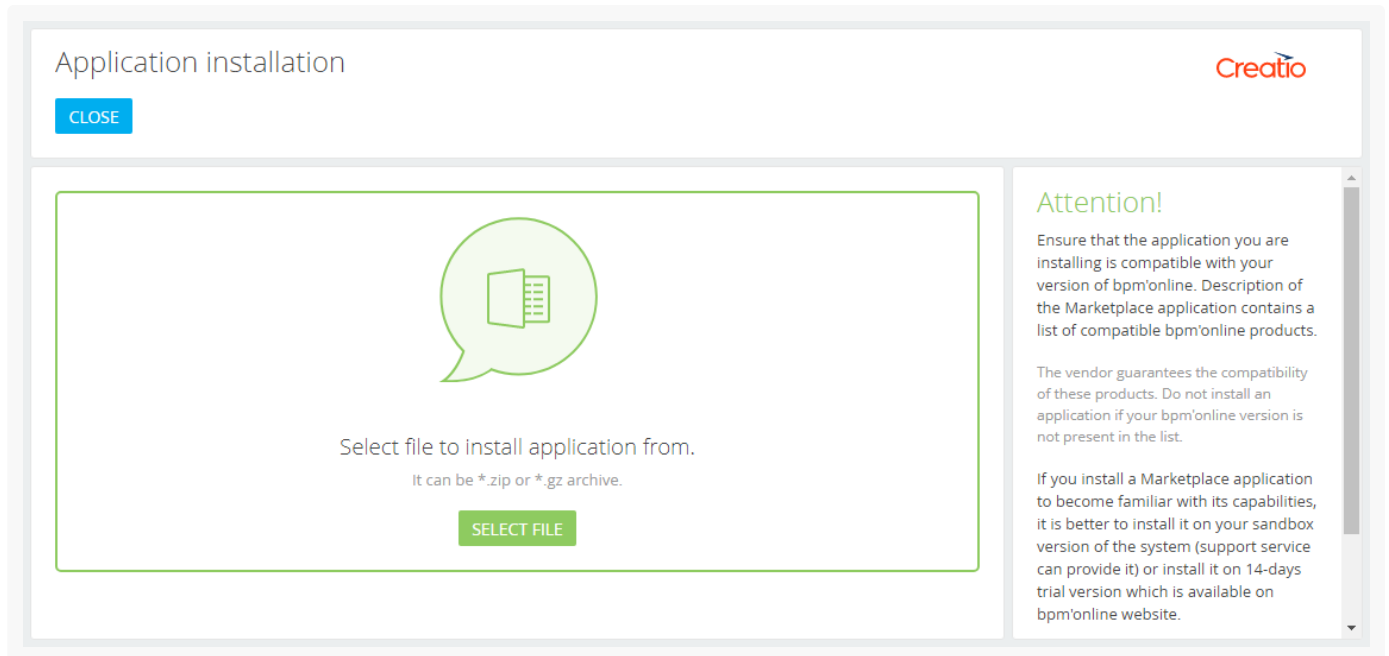 Application installation
Creatio
CLOSE
Select file to install application from.
It can be *.zip or *.gz archive.
SELECT FILE
Attention!
Ensure that the application you are
installing is compatible with your
version of bpm'online. Description of
the Marketplace application contains a
list of compatible bpm'online products.
The vendor guarantees the compatibility
of these products. Do not install an
application if your bpm'online version is
not present in the list.
If you install a Marketplace application
to become familiar with its capabilities,
it is better to install it on your sandbox
version of the system (support service
can provide it) or install it on 14-days
trial version which is available on
bpm'online website.